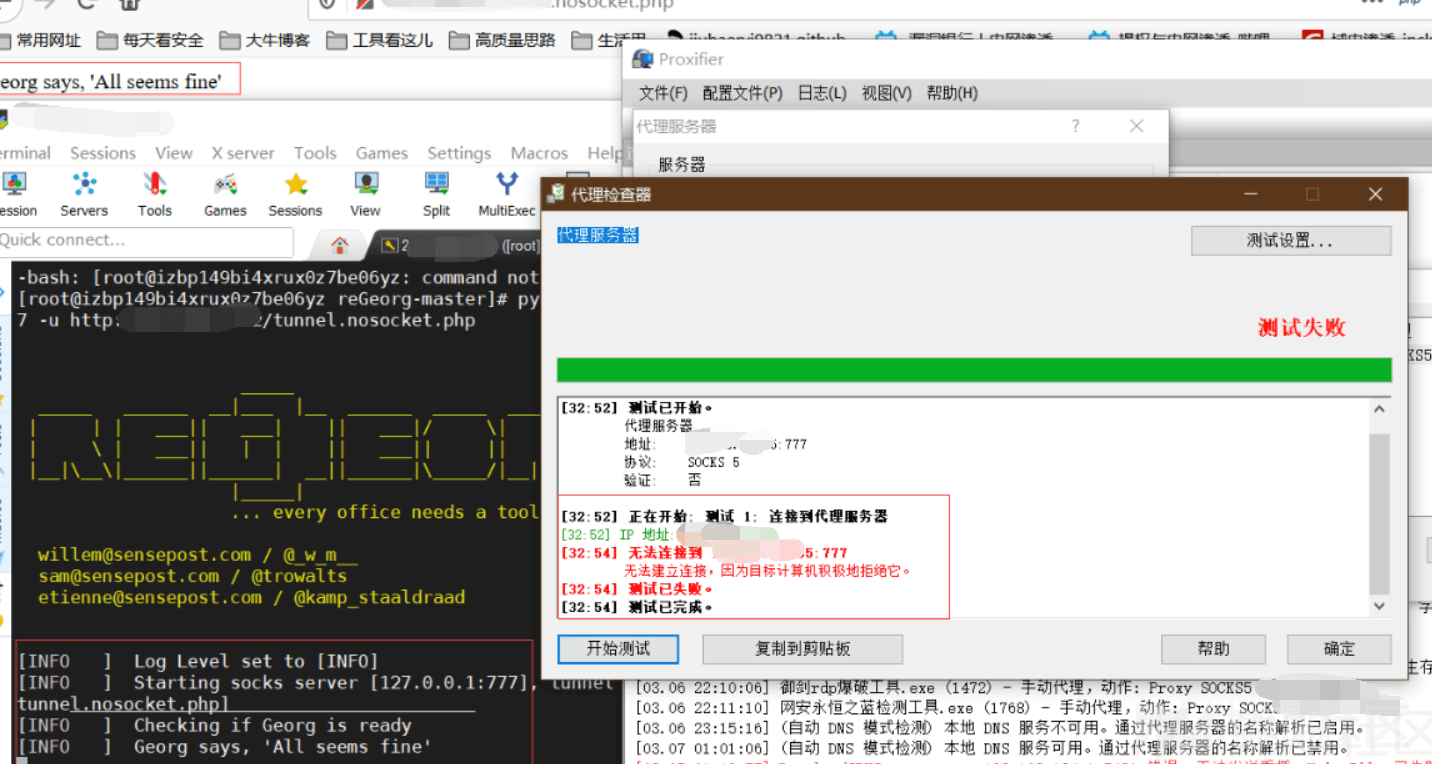 .nosocket.php
常用网址 每天看安全 大牛博客 工具看这儿 高质量思路
eorg says, 'All seems fine'
Proxifier
文件(F) 配置文件(P) 日志(L) 视图(V) 帮助(H)
代理服务器 ?
服务器
erminal Sessions View X server Tools Games Settings Macros Help
ession Servers Tools Games Sessions View Split MultiExec
Quick connect...
2 ([root]
-bash: [root@izbp149bi4xrux0z7be06yz: command not
[root@izbp149bi4xrux0z7be06yz reGeorg-master]# py
7 -u http: /tunnel.nosocket.php
... every office needs a tool
willem@sensepost.com / @_w_m__
sam@sensepost.com / @trowalts
etienne@sensepost.com / @kamp_staaldraad
[INFO   ]  Log Level set to [INFO]
[INFO   ]  Starting socks server [127.0.0.1:777], tunnel
tunnel.nosocket.php]
[INFO   ]  Checking if Georg is ready
[INFO   ]  Georg says, 'All seems fine'
代理检查器
代理服务器
测试设置...
测试失败
[32:52] 测试已开始。
代理服务器
地址: 5:777
协议: SOCKS 5
验证: 否
[32:52] 正在开始: 测试 1: 连接到代理服务器
[32:52] IP 地址:
[32:54] 无法连接到 5:777
无法建立连接，因为目标计算机积极地拒绝它。
[32:54] 测试已失败。
[32:54] 测试已完成。
开始测试 复制到剪贴板 帮助 确定
[03.06 22:10:06] 御剑rdp爆破工具.exe (1472) - 手动代理，动作: Proxy SOCKS5
[03.06 22:11:10] 网安永恒之蓝检测工具.exe (1768) - 手动代理，动作: Proxy SOCKS
[03.06 23:15:16] (自动 DNS 模式检测) 本地 DNS 服务不可用。通过代理服务器的名称解析已启用。
[03.07 01:01:06] (自动 DNS 模式检测) 本地 DNS 服务可用。通过代理服务器的名称解析已禁用。